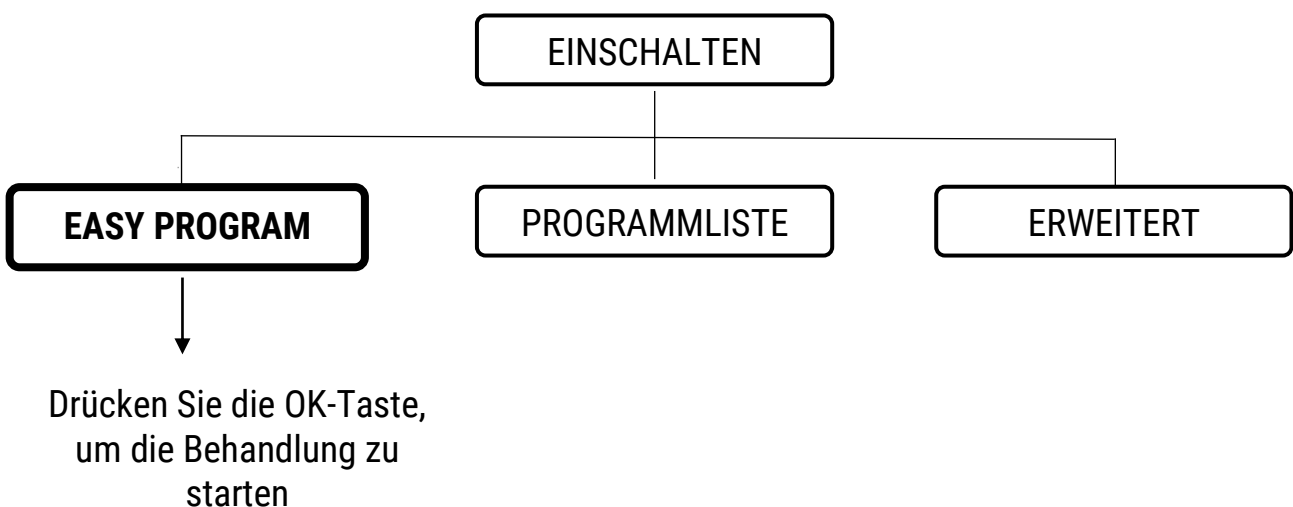 EINSCHALTEN
EASY PROGRAM
PROGRAMMLISTE
ERWEITERT
Drücken Sie die OK-Taste,
um die Behandlung zu
starten